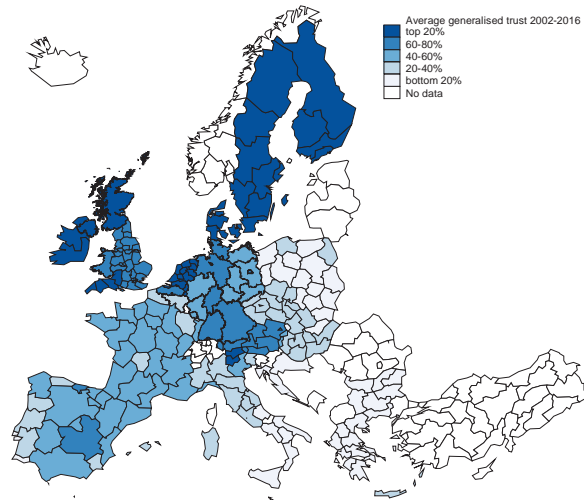 Average generalised trust 2002-2016
top 20%
60-80%
40-60%
20-40%
bottom 20%
No data